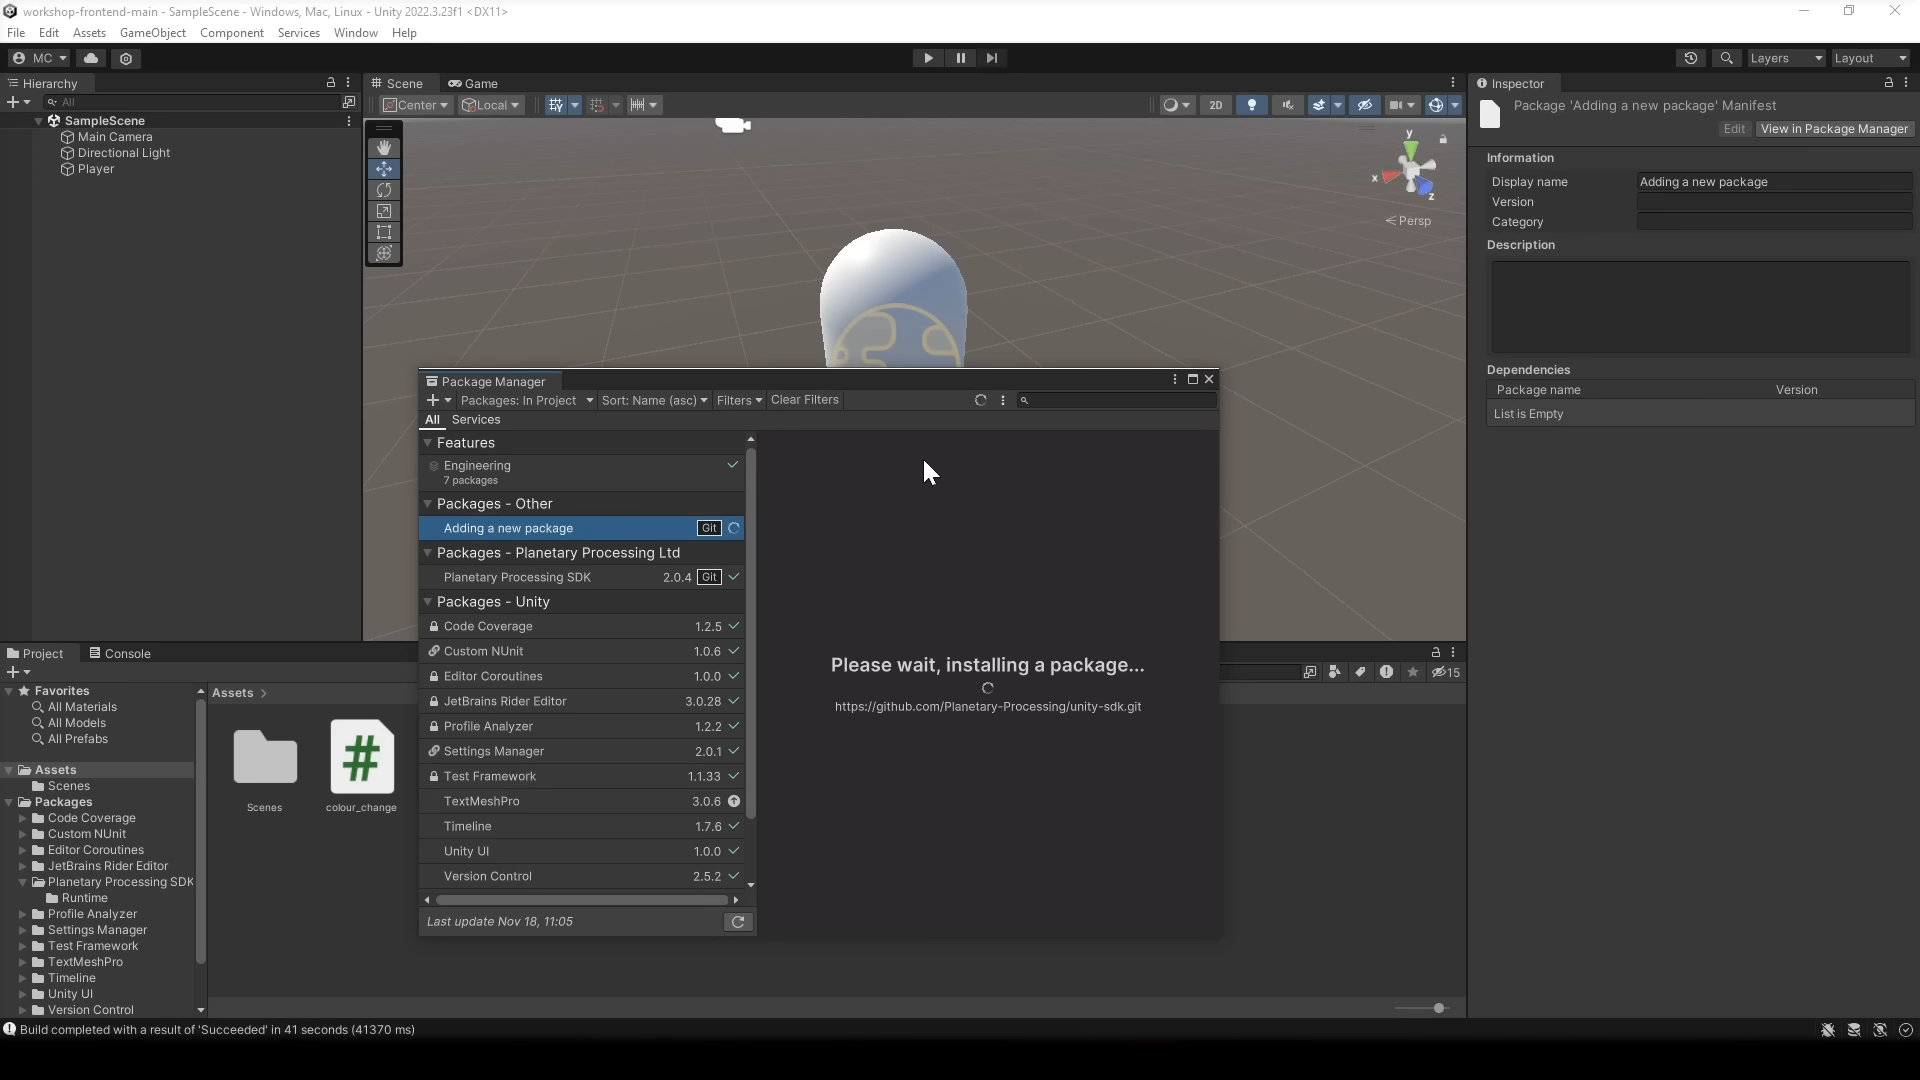 workshop-frontend-main - SampleScene - Windows, Mac, Linux - Unity 2022.3.23f1 <DX11>
File Edit Assets GameObject Component Services Window Help
MC Layers Layout
Hierarchy
All
SampleScene
Main Camera
Directional Light
Player
Scene Game
Center Local 2D
y
x
z
Persp
Inspector
Package 'Adding a new package' Manifest
Edit View in Package Manager
Information
Display name Adding a new package
Version
Category
Description
Dependencies
Package name Version
List is Empty
Package Manager
Packages: In Project Sort: Name (asc) Filters Clear Filters
All Services
Features
Engineering
7 packages
Packages - Other
Adding a new package Git
Packages - Planetary Processing Ltd
Planetary Processing SDK 2.0.4 Git
Packages - Unity
Code Coverage 1.2.5
Custom NUnit 1.0.6
Editor Coroutines 1.0.0
JetBrains Rider Editor 3.0.28
Profile Analyzer 1.2.2
Settings Manager 2.0.1
Test Framework 1.1.33
TextMeshPro 3.0.6
Timeline 1.7.6
Unity UI 1.0.0
Version Control 2.5.2
Last update Nov 18, 11:05
Please wait, installing a package...
https://github.com/Planetary-Processing/unity-sdk.git
Project Console
15
Favorites
All Materials
All Models
All Prefabs
Assets
Scenes
Packages
Code Coverage
Custom NUnit
Editor Coroutines
JetBrains Rider Editor
Planetary Processing SDK
Runtime
Profile Analyzer
Settings Manager
Test Framework
TextMeshPro
Timeline
Unity UI
Version Control
Assets >
Scenes
colour_change
Build completed with a result of 'Succeeded' in 41 seconds (41370 ms)